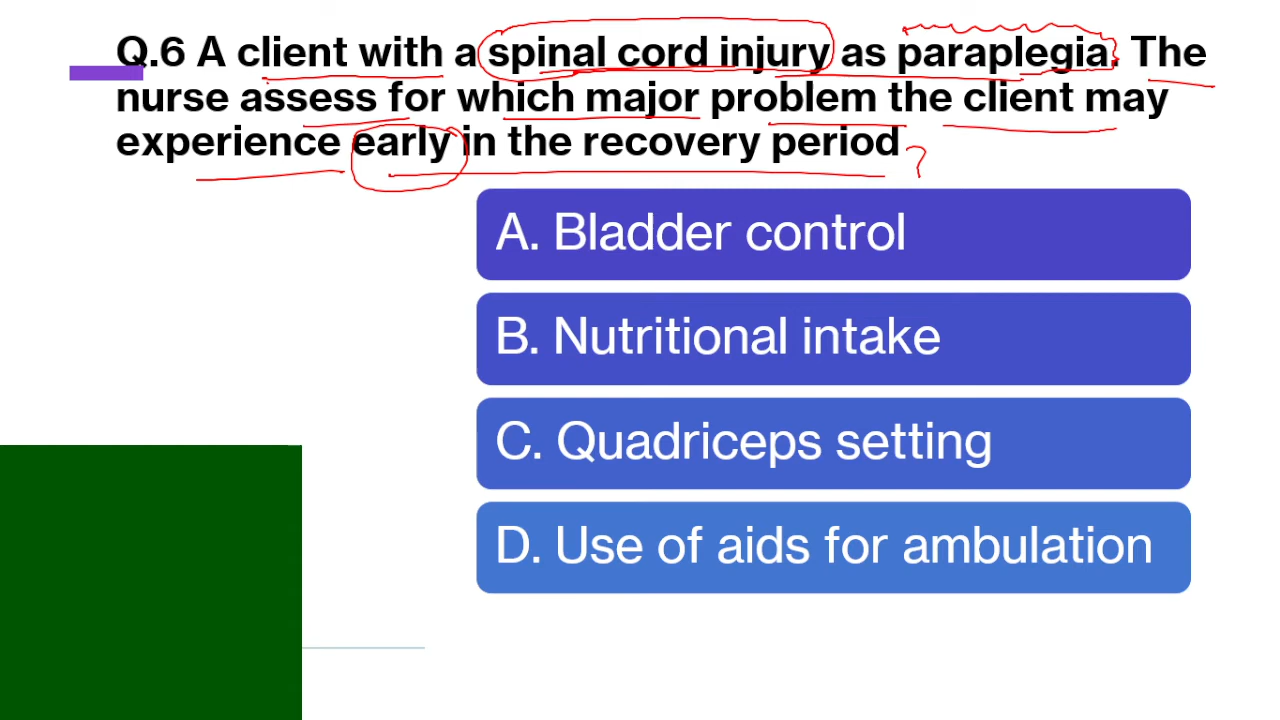 Q.6 A client with a spinal cord injury as paraplegia. The
nurse assess for which major problem the client may
experience early in the recovery period ?
A. Bladder control
B. Nutritional intake
C. Quadriceps setting
D. Use of aids for ambulation